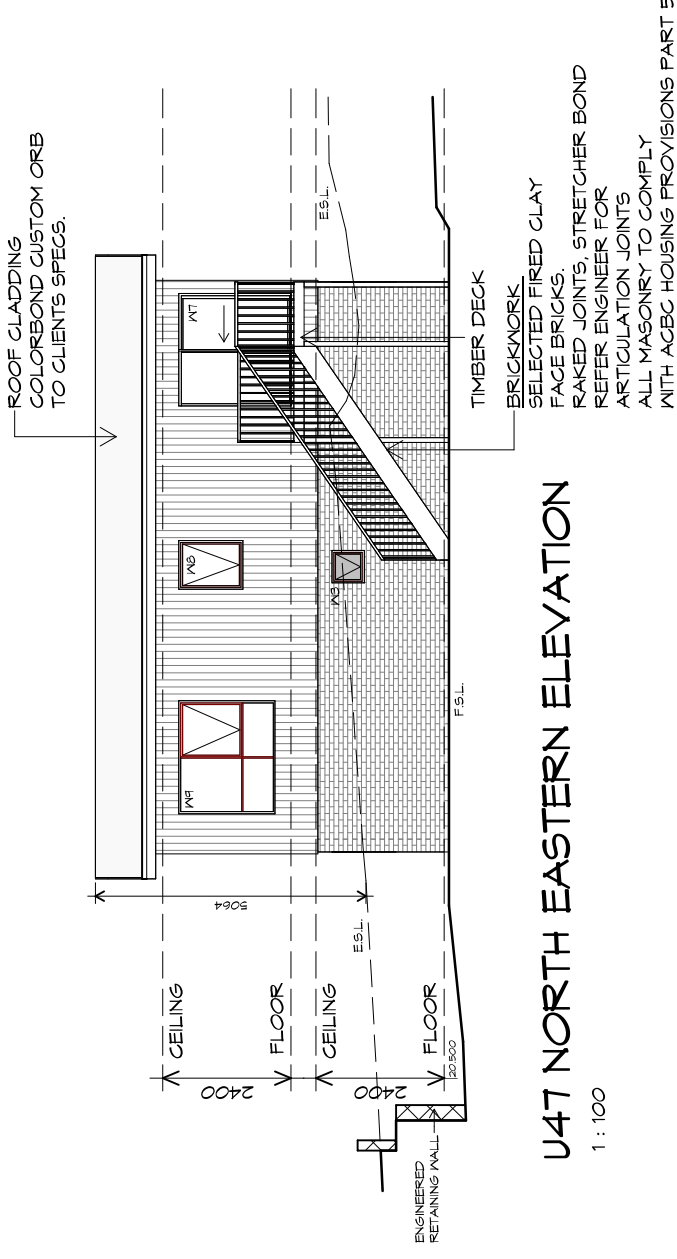 ROOF CLADDING
COLORBOND CUSTOM ORB
TO CLIENTS SPECS.
W7
W8
W3
W9
E.S.L.
E.S.L.
F.S.L.
5064
CEILING
FLOOR
CEILING
FLOOR
2400
2400
20.500
ENGINEERED
RETAINING WALL
TIMBER DECK
BRICKWORK
SELECTED FIRED CLAY
FACE BRICKS.
RAKED JOINTS, STRETCHER BOND
REFER ENGINEER FOR
ARTICULATION JOINTS
ALL MASONRY TO COMPLY
WITH ACBC HOUSING PROVISIONS PART 5
U47 NORTH EASTERN ELEVATION
1 : 100